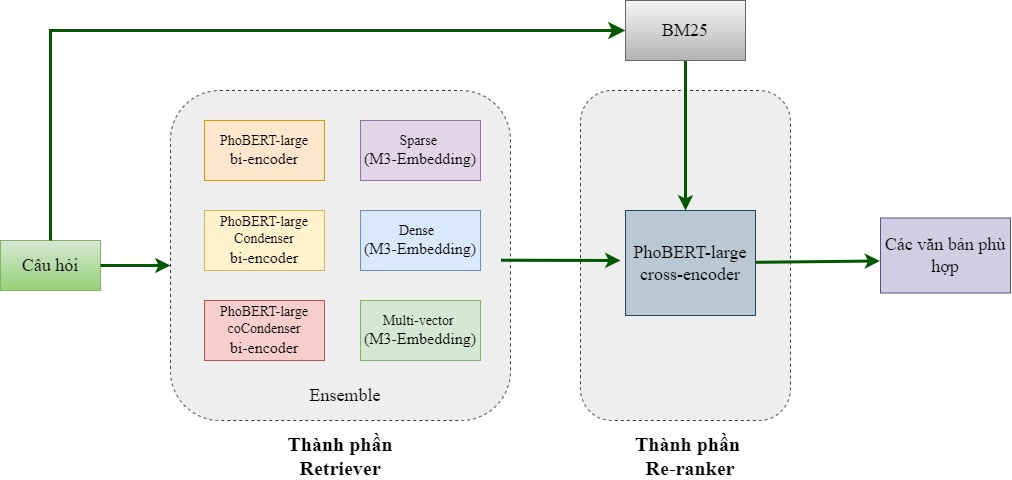 BM25
Câu hỏi
PhoBERT-large
bi-encoder
Sparse
(M3-Embedding)
PhoBERT-large
Condenser
bi-encoder
Dense
(M3-Embedding)
PhoBERT-large
coCondenser
bi-encoder
Multi-vector
(M3-Embedding)
Ensemble
Thành phần
Retriever
PhoBERT-large
cross-encoder
Thành phần
Re-ranker
Các văn bản phù
hợp